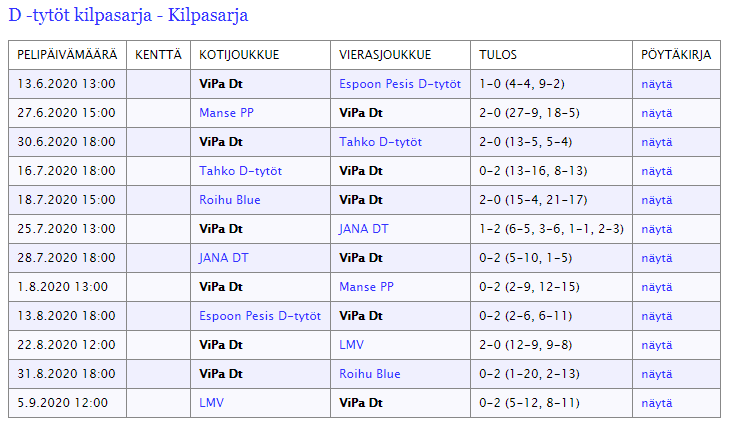 D -tytöt kilpasarja - Kilpasarja
PELIPÄIVÄMÄÄRÄ KENTTÄ KOTIJOUKKUE VIERASJOUKKUE TULOS PÖYTÄKIRJA
13.6.2020 13:00 ViPa Dt Espoon Pesis D-tytöt 1-0 (4-4, 9-2) näytä
27.6.2020 15:00 Manse PP ViPa Dt 2-0 (27-9, 18-5) näytä
30.6.2020 18:00 ViPa Dt Tahko D-tytöt 2-0 (13-5, 5-4) näytä
16.7.2020 18:00 Tahko D-tytöt ViPa Dt 0-2 (13-16, 8-13) näytä
18.7.2020 15:00 Roihu Blue ViPa Dt 2-0 (15-4, 21-17) näytä
25.7.2020 13:00 ViPa Dt JANA DT 1-2 (6-5, 3-6, 1-1, 2-3) näytä
28.7.2020 18:00 JANA DT ViPa Dt 0-2 (5-10, 1-5) näytä
1.8.2020 13:00 ViPa Dt Manse PP 0-2 (2-9, 12-15) näytä
13.8.2020 18:00 Espoon Pesis D-tytöt ViPa Dt 0-2 (2-6, 6-11) näytä
22.8.2020 12:00 ViPa Dt LMV 2-0 (12-9, 9-8) näytä
31.8.2020 18:00 ViPa Dt Roihu Blue 0-2 (1-20, 2-13) näytä
5.9.2020 12:00 LMV ViPa Dt 0-2 (5-12, 8-11) näytä